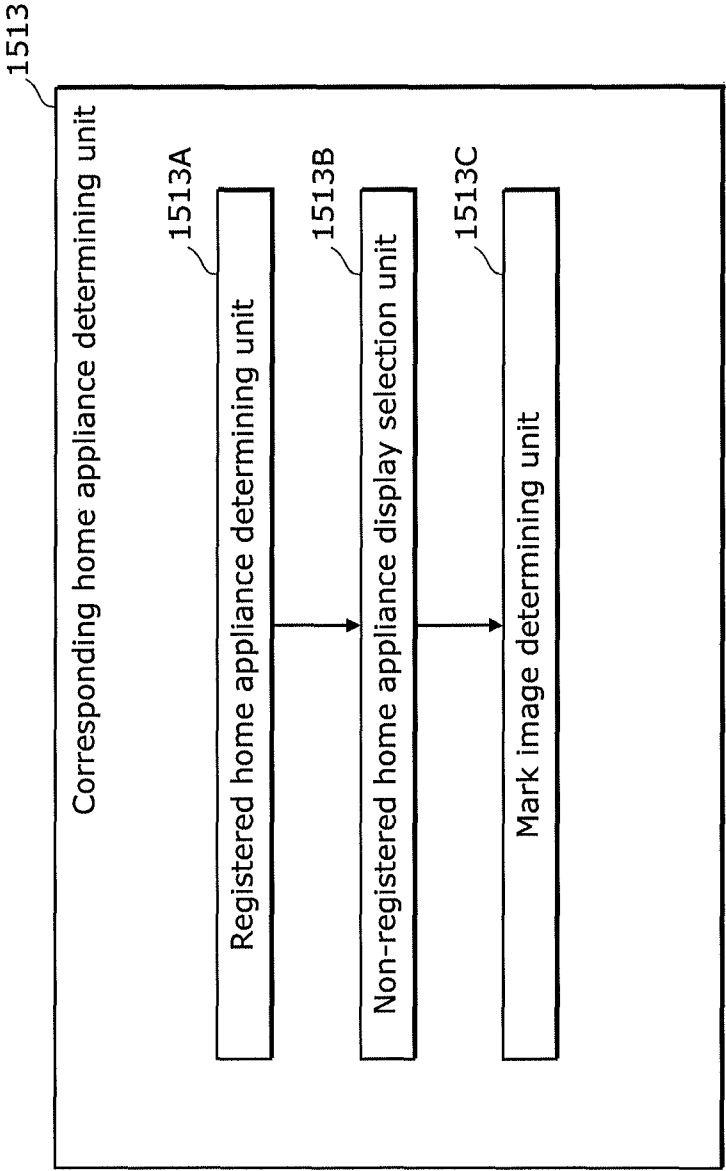 1513
Corresponding home appliance determining unit
1513A
Registered home appliance determining unit
1513B
Non-registered home appliance display selection unit
1513C
Mark image determining unit